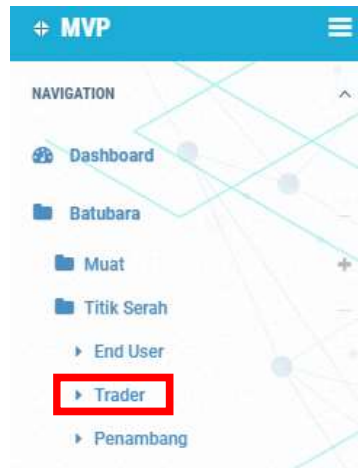 MVP
NAVIGATION
Dashboard
Batubara
Muat
Titik Serah
End User
Trader
Penambang